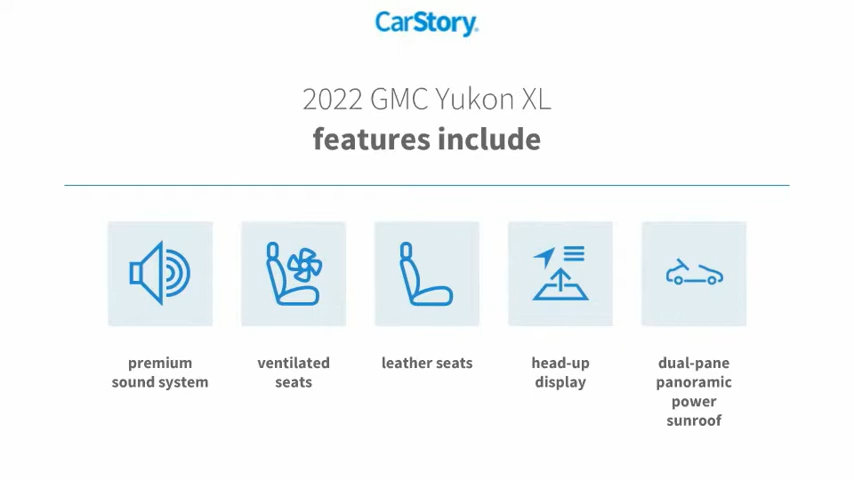 CarStory
2022 GMC Yukon XL
features include
premium
sound system
ventilated
seats
leather seats
head-up
display
dual-pane
panoramic
power
sunroof